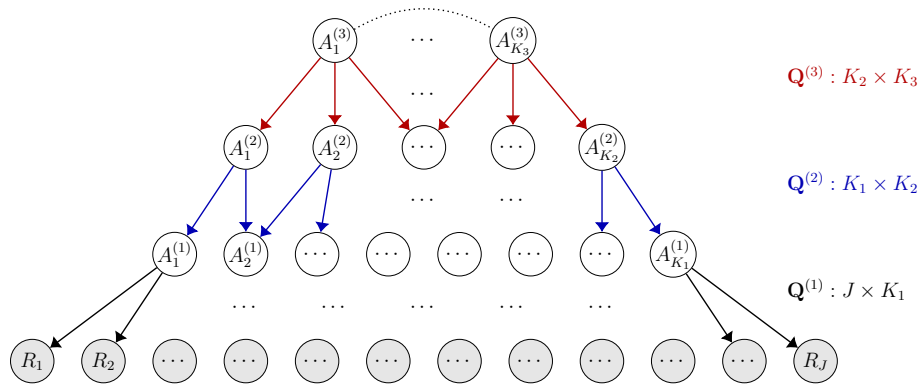 A_1^{(3)} ... A_{K_3}^{(3)}
Q^{(3)} : K_2 × K_3
...
A_1^{(2)} A_2^{(2)} ... ... A_{K_2}^{(2)}
Q^{(2)} : K_1 × K_2
... ...
A_1^{(1)} A_2^{(1)} ... ... ... ... ... A_{K_1}^{(1)}
Q^{(1)} : J × K_1
... ... ... ... ...
R_1 R_2 ... ... ... ... ... ... ... ... ... R_J